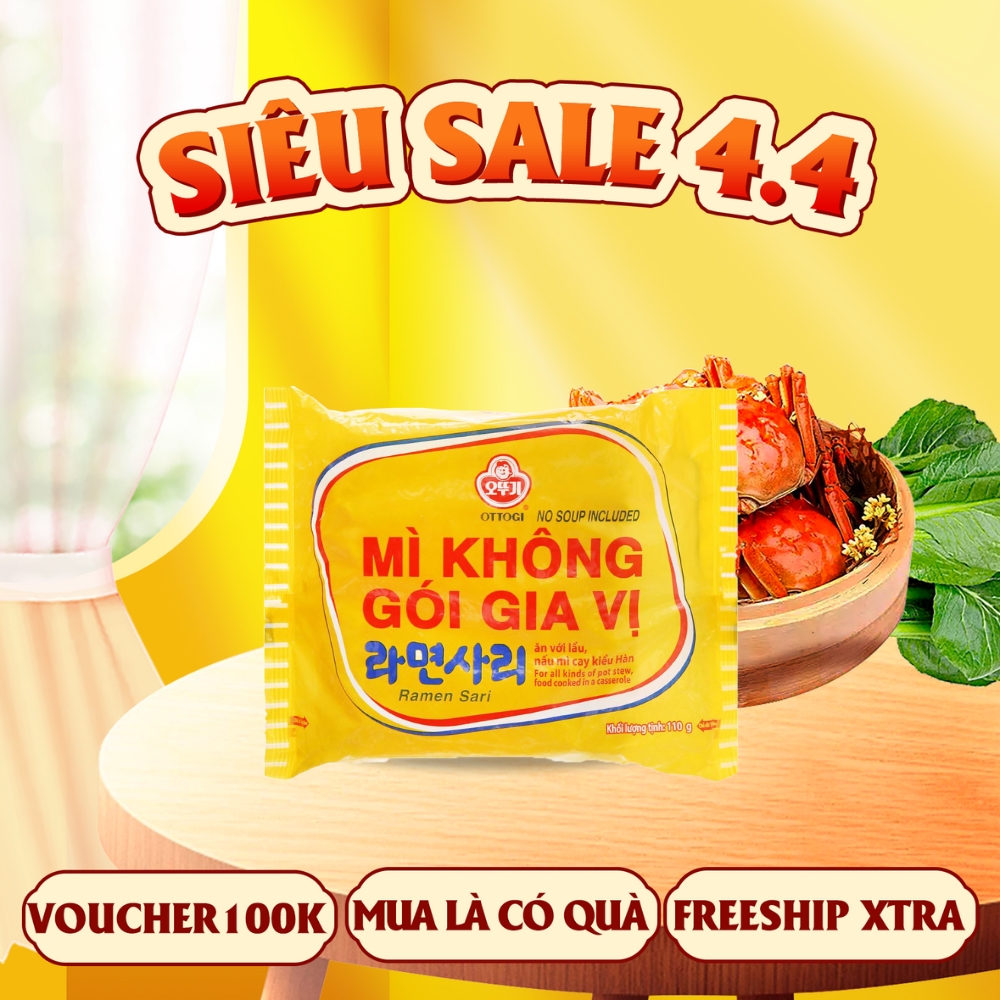 SIÊU SALE 4.4
오뚜기
OTTOGI
NO SOUP INCLUDED
MÌ KHÔNG
GÓI GIA VỊ
라면사리
Ramen Sari
ăn với lẩu,
nấu mì cay kiểu Hàn
For all kinds of pot stew,
food cooked in a casserole
Khối lượng tịnh: 110 g
VOUCHER100K
MUA LÀ CÓ QUÀ
FREESHIP XTRA